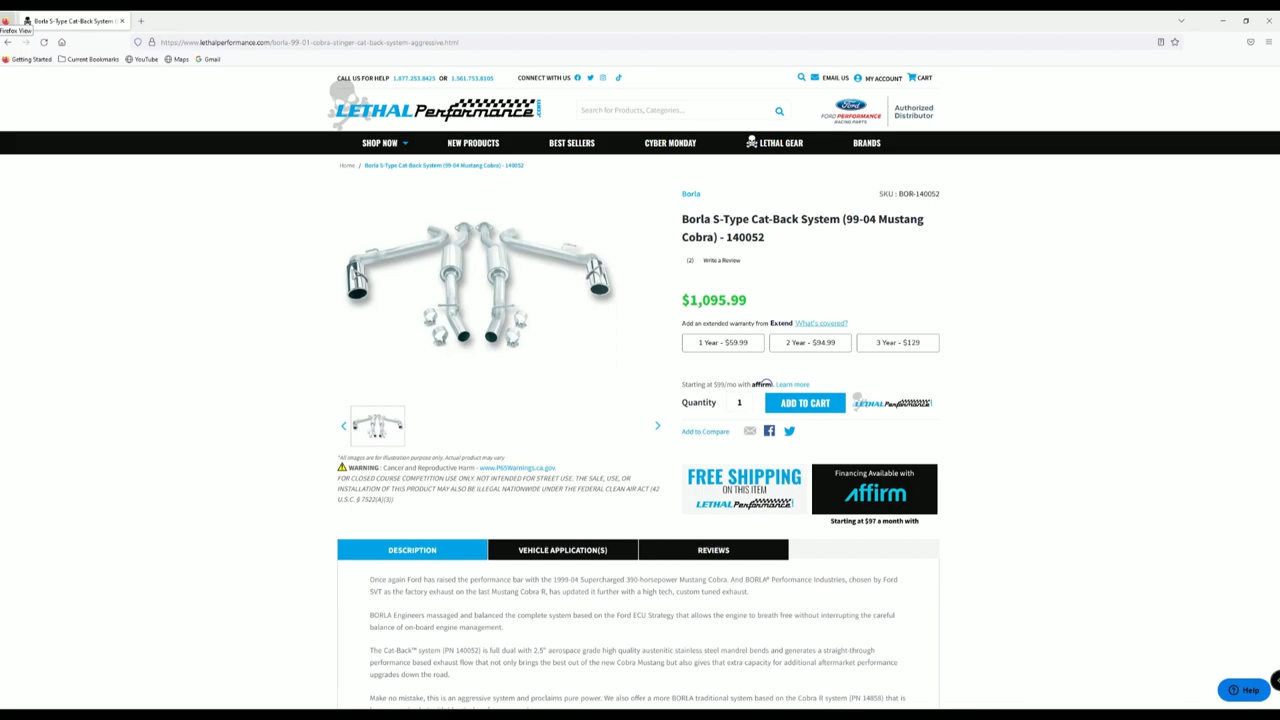 Borla S-Type Cat-Back System (
Firefox View
https://www.lethalperformance.com/borla-99-01-cobra-stinger-cat-back-system-aggressive.html
Getting Started Current Bookmarks YouTube Maps Gmail
CALL US FOR HELP 1.877.253.8425 OR 1.561.753.8105 CONNECT WITH US EMAIL US MY ACCOUNT CART
LETHAL Performance.com
Search for Products, Categories...
Ford
FORD PERFORMANCE
RACING PARTS
Authorized
Distributor
SHOP NOW NEW PRODUCTS BEST SELLERS CYBER MONDAY LETHAL GEAR BRANDS
Home / Borla S-Type Cat-Back System (99-04 Mustang Cobra) - 140052
Borla SKU : BOR-140052
Borla S-Type Cat-Back System (99-04 Mustang
Cobra) - 140052
(2) Write a Review
$1,095.99
Add an extended warranty from Extend What's covered?
1 Year - $59.99 2 Year - $94.99 3 Year - $129
Starting at $99/mo with affirm. Learn more
Quantity 1 ADD TO CART LETHAL Performance
Add to Compare
*All images are for illustration purpose only. Actual product may vary
WARNING : Cancer and Reproductive Harm - www.P65Warnings.ca.gov.
FOR CLOSED COURSE COMPETITION USE ONLY. NOT INTENDED FOR STREET USE. THE SALE, USE, OR
INSTALLATION OF THIS PRODUCT MAY ALSO BE ILLEGAL NATIONWIDE UNDER THE FEDERAL CLEAN AIR ACT (42
U.S.C. § 7522(A)(3))
FREE SHIPPING
ON THIS ITEM
LETHAL Performance
Financing Available with
affirm
Starting at $97 a month with
DESCRIPTION VEHICLE APPLICATION(S) REVIEWS
Once again Ford has raised the performance bar with the 1999-04 Supercharged 390-horsepower Mustang Cobra. And BORLA® Performance Industries, chosen by Ford
SVT as the factory exhaust on the last Mustang Cobra R, has updated it further with a high tech, custom tuned exhaust.
BORLA Engineers massaged and balanced the complete system based on the Ford ECU Strategy that allows the engine to breath free without interrupting the careful
balance of on-board engine management.
The Cat-Back™ system (PN 140052) is full dual with 2.5" aerospace grade high quality austenitic stainless steel mandrel bends and generates a straight-through
performance based exhaust flow that not only brings the best out of the new Cobra Mustang but also gives that extra capacity for additional aftermarket performance
upgrades down the road.
Make no mistake, this is an aggressive system and proclaims pure power. We also offer a more BORLA traditional system based on the Cobra R system (PN 14858) that is
Help